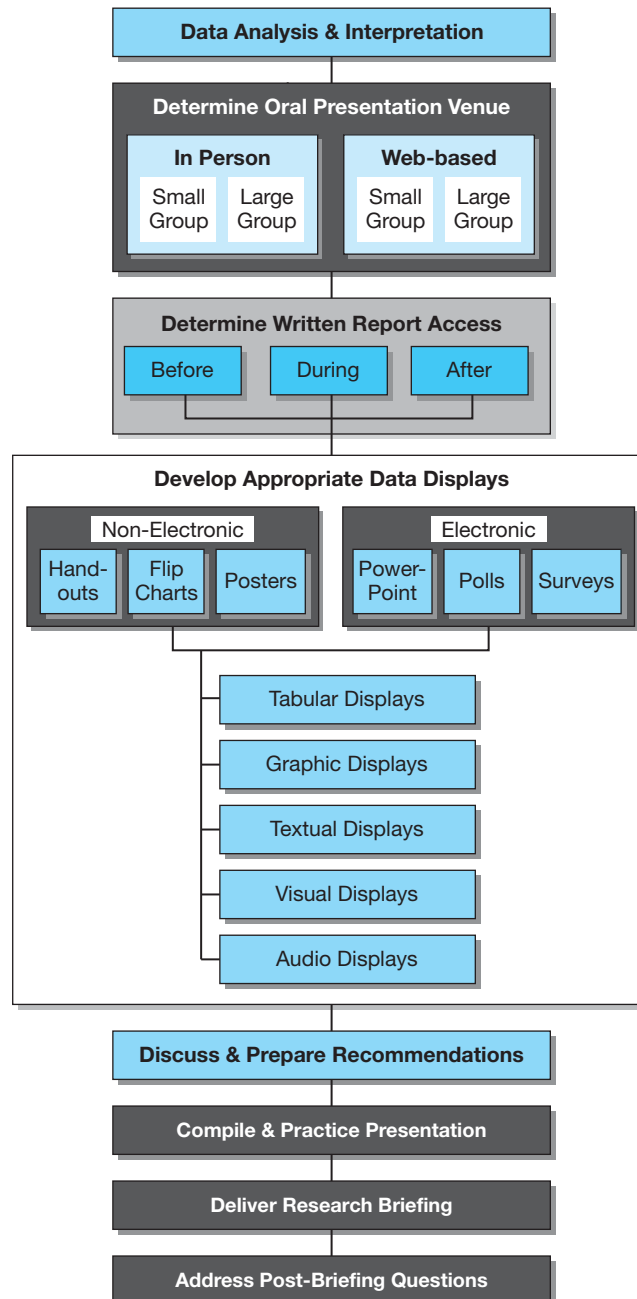 Data Analysis & Interpretation
Determine Oral Presentation Venue
In Person
Small
Group
Large
Group
Web-based
Small
Group
Large
Group
Determine Written Report Access
Before
During
After
Develop Appropriate Data Displays
Non-Electronic
Hand-
outs
Flip
Charts
Posters
Electronic
Power-
Point
Polls
Surveys
Tabular Displays
Graphic Displays
Textual Displays
Visual Displays
Audio Displays
Discuss & Prepare Recommendations
Compile & Practice Presentation
Deliver Research Briefing
Address Post-Briefing Questions